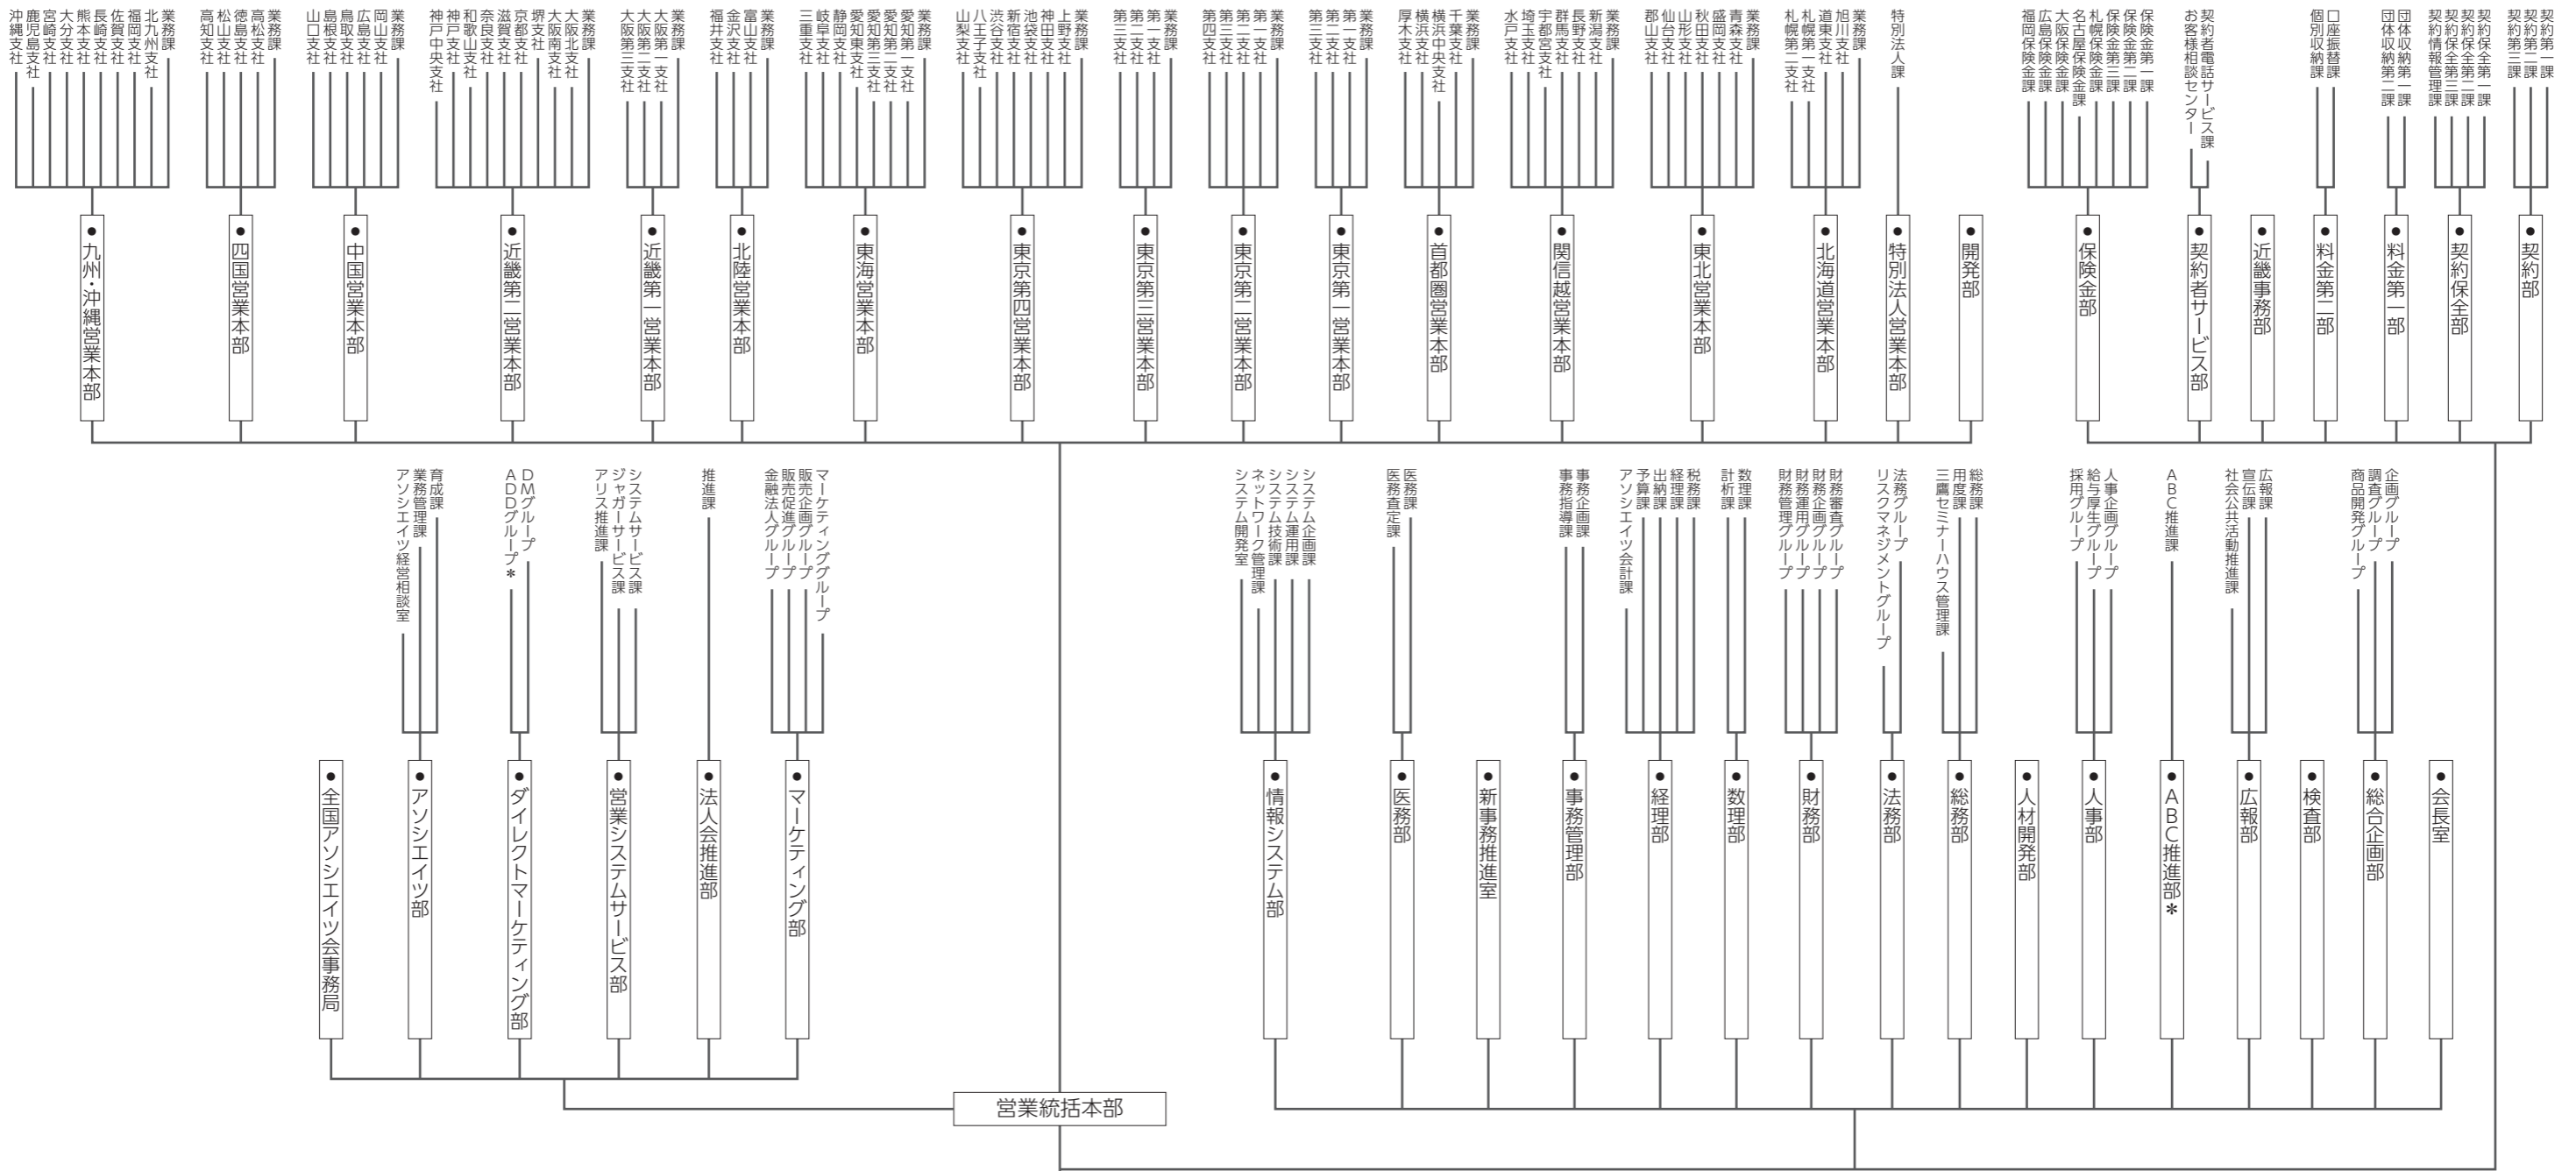 契約第一課
契約第二課
契約第三課
契約部
契約保全第一課
契約保全第二課
契約保全第三課
契約情報管理課
契約保全部
団体収納第一課
団体収納第二課
料金第一部
口座振替課
個別収納課
料金第二部
近畿事務部
契約者電話サービス課
お客様相談センター
契約者サービス部
保険金第一課
保険金第二課
保険金第三課
札幌保険金課
名古屋保険金課
大阪保険金課
広島保険金課
福岡保険金課
保険金部
開発部
特別法人課
特別法人営業本部
業務課
旭川支社
道東支社
札幌第一支社
札幌第二支社
北海道営業本部
業務課
青森支社
盛岡支社
秋田支社
山形支社
仙台支社
郡山支社
東北営業本部
業務課
新潟支社
長野支社
群馬支社
宇都宮支社
埼玉支社
水戸支社
関信越営業本部
業務課
千葉支社
横浜中央支社
横浜支社
厚木支社
首都圏営業本部
業務課
第一支社
第二支社
第三支社
東京第一営業本部
業務課
第一支社
第二支社
第三支社
第四支社
東京第二営業本部
業務課
第一支社
第二支社
第三支社
東京第三営業本部
業務課
上野支社
神田支社
池袋支社
新宿支社
渋谷支社
八王子支社
山梨支社
東京第四営業本部
業務課
愛知第一支社
愛知第二支社
愛知第三支社
愛知東支社
静岡支社
岐阜支社
三重支社
東海営業本部
業務課
富山支社
金沢支社
福井支社
北陸営業本部
業務課
大阪第一支社
大阪第二支社
大阪第三支社
近畿第一営業本部
業務課
大阪北支社
大阪南支社
堺支社
京都支社
滋賀支社
奈良支社
和歌山支社
神戸支社
神戸中央支社
近畿第二営業本部
業務課
岡山支社
広島支社
鳥取支社
島根支社
山口支社
中国営業本部
業務課
高松支社
徳島支社
松山支社
高知支社
四国営業本部
業務課
北九州支社
福岡支社
佐賀支社
長崎支社
熊本支社
大分支社
宮崎支社
鹿児島支社
沖縄支社
九州・沖縄営業本部
会長室
企画グループ
調査グループ
商品開発グループ
総合企画部
検査部
広報課
宣伝課
社会公共活動推進課
広報部
ABC推進課
ABC推進部＊
人事企画グループ
給与厚生グループ
採用グループ
人事部
人材開発部
総務課
用度課
三鷹セミナーハウス管理課
総務部
法務グループ
リスクマネジメントグループ
法務部
財務審査グループ
財務企画グループ
財務運用グループ
財務管理グループ
財務部
数理課
計析課
数理部
税務課
経理課
出納課
予算課
アソシエイツ会計課
経理部
事務企画課
事務指導課
事務管理部
新事務推進室
医務課
医務査定課
医務部
システム企画課
システム運用課
システム技術課
ネットワーク管理課
システム開発室
情報システム部
マーケティンググループ
販売企画グループ
販売促進グループ
金融法人グループ
マーケティング部
推進課
法人会推進部
システムサービス課
ジャガーサービス課
アリス推進課
営業システムサービス部
DMグループ
ADDグループ＊
ダイレクトマーケティング部
育成課
業務管理課
アソシエイツ経営相談室
アソシエイツ部
全国アソシエイツ会事務局
営業統括本部